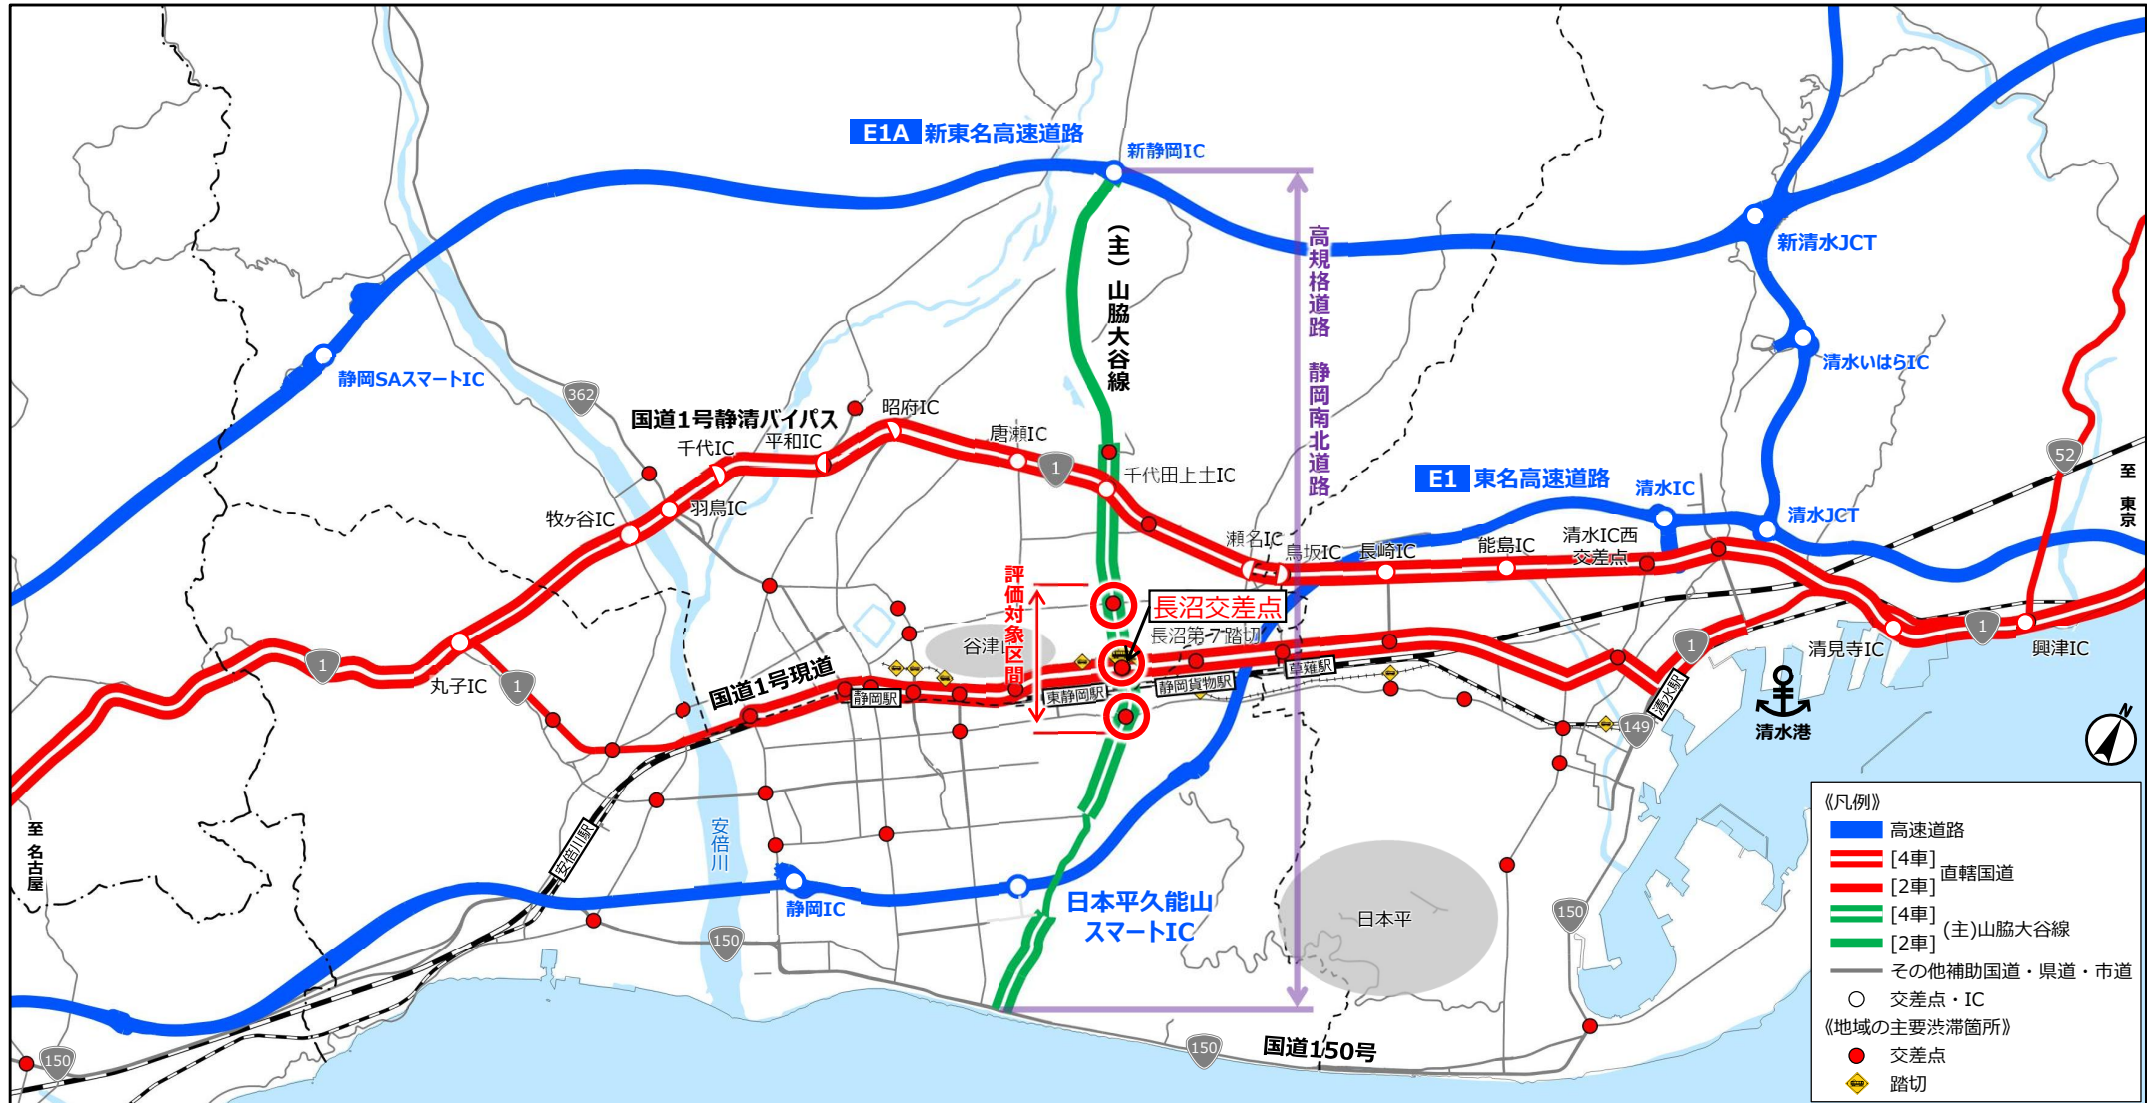 E1A 新東名高速道路
新静岡IC
(主)山脇大谷線
高規格道路 静岡南北道路
新清水JCT
清水いはらIC
静岡SAスマートIC
362
国道1号静清バイパス
昭府IC
平和IC
千代IC
唐瀬IC
1
千代田上土IC
羽鳥IC
牧ヶ谷IC
E1 東名高速道路
清水IC
清水JCT
52
至 東京
瀬名IC
鳥坂IC
長崎IC
能島IC
清水IC西
交差点
評価対象区間
長沼交差点
長沼第7踏切
谷津山
丸子IC
1
1
国道1号現道
静岡駅
東静岡駅
静岡貨物駅
草薙駅
清水駅
1
1
清見寺IC
興津IC
149
清水港
N
至 名古屋
安倍川駅
安倍川
静岡IC
日本平久能山
スマートIC
日本平
150
150
150
150
国道150号
《凡例》
高速道路
[4車]
直轄国道
[2車]
[4車]
(主)山脇大谷線
[2車]
その他補助国道・県道・市道
交差点・IC
《地域の主要渋滞箇所》
交差点
踏切